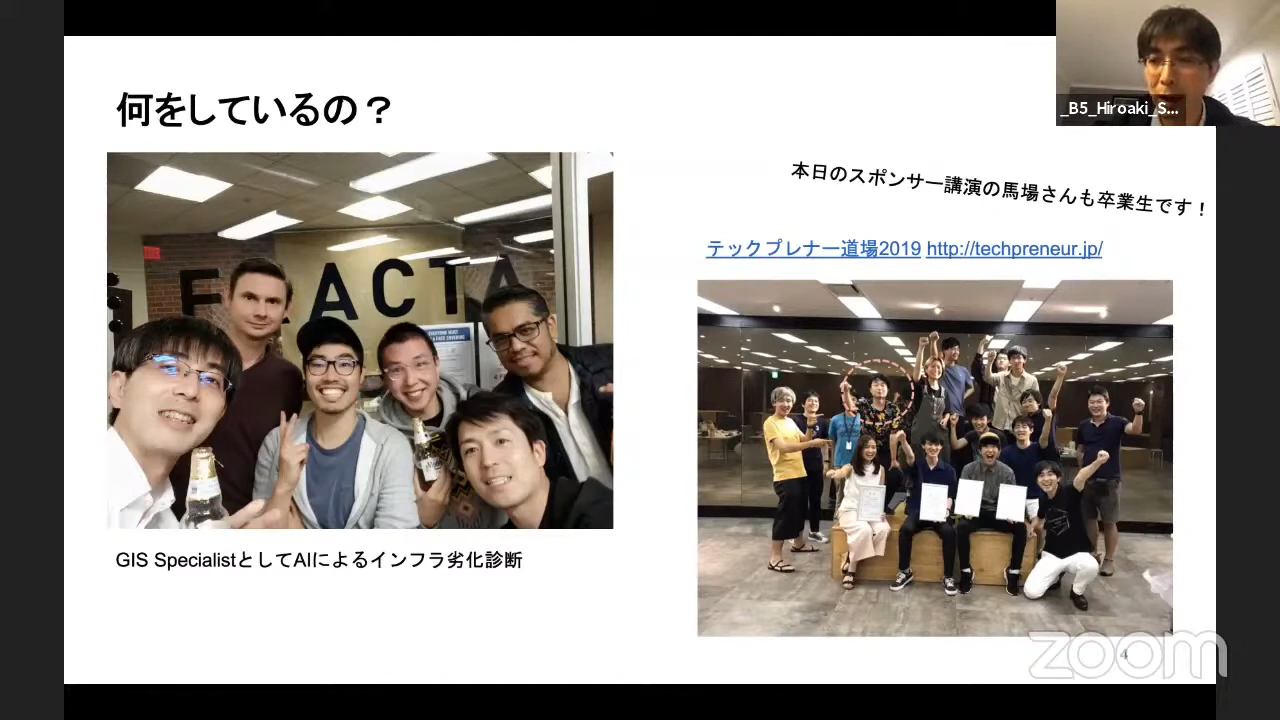 何をしているの？
_B5_Hiroaki_S...
本日のスポンサー講演の馬場さんも卒業生です！
テックプレナー道場2019 http://techpreneur.jp/
F ACTA
GIS SpecialistとしてAIによるインフラ劣化診断
4
zoom